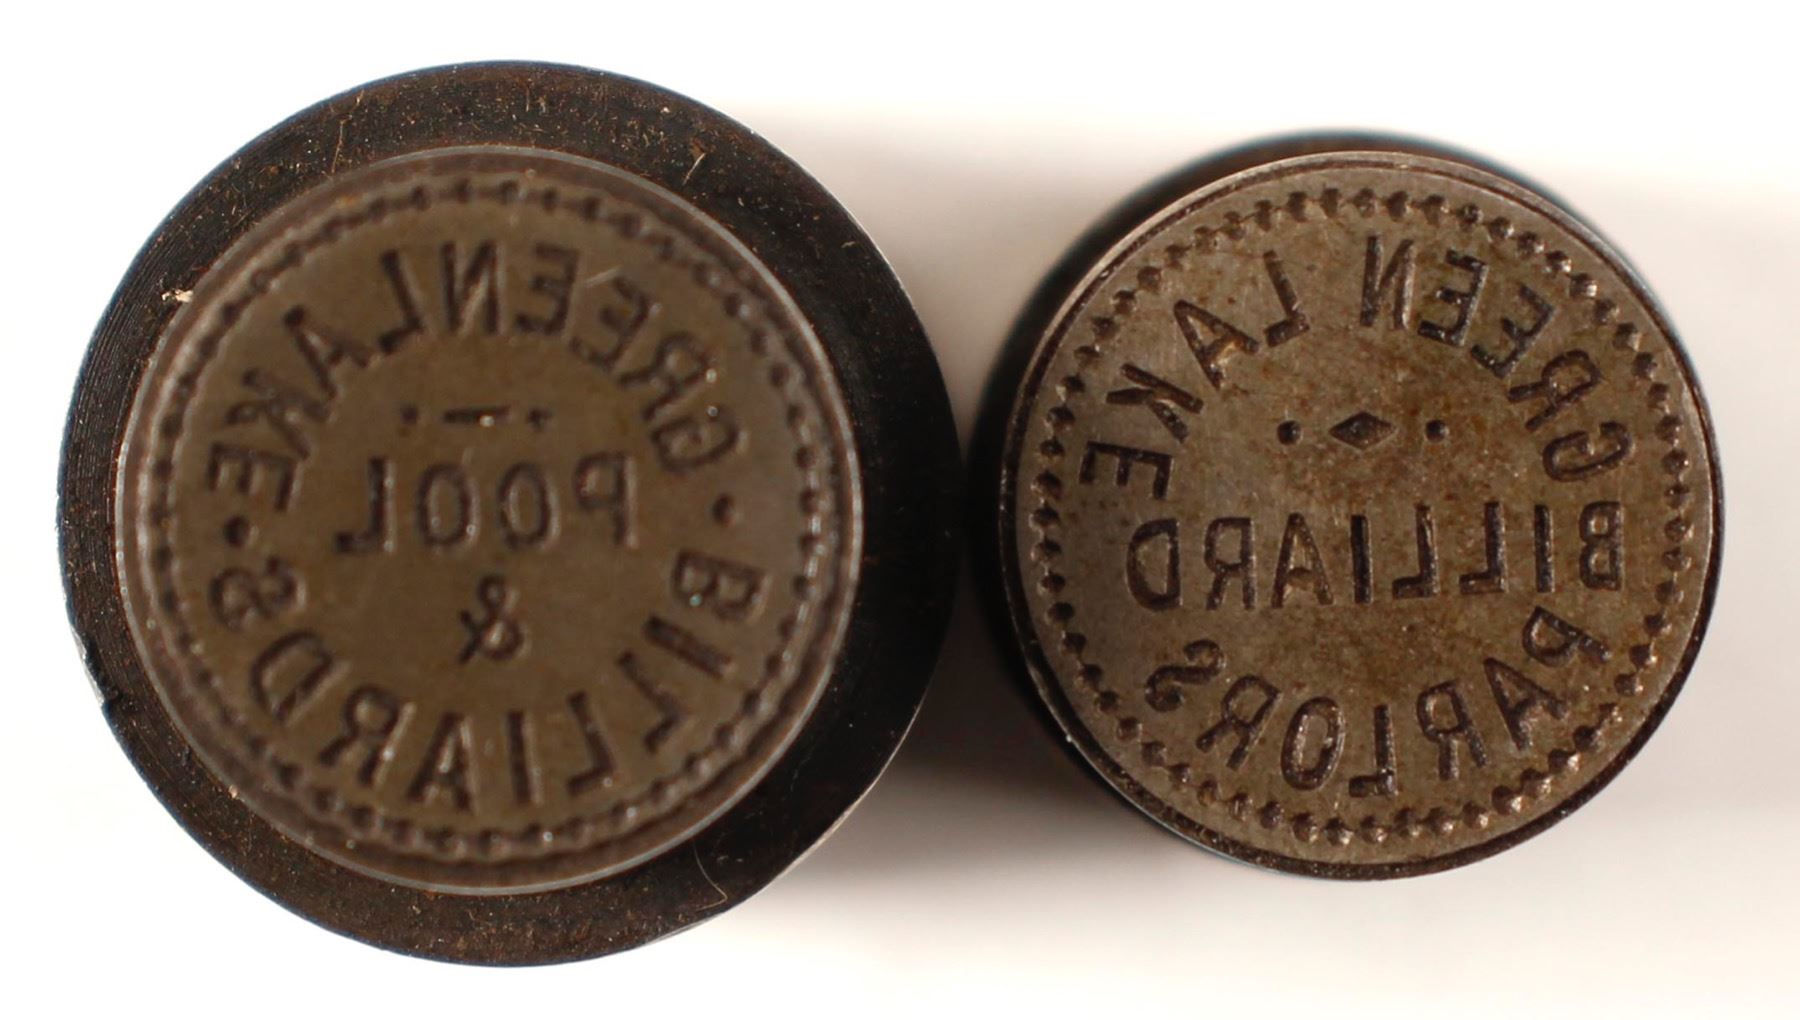 GREENLAKE
POOL
&
• BILLIARDS •
GREEN LAKE
BILLIARD
PARLORS